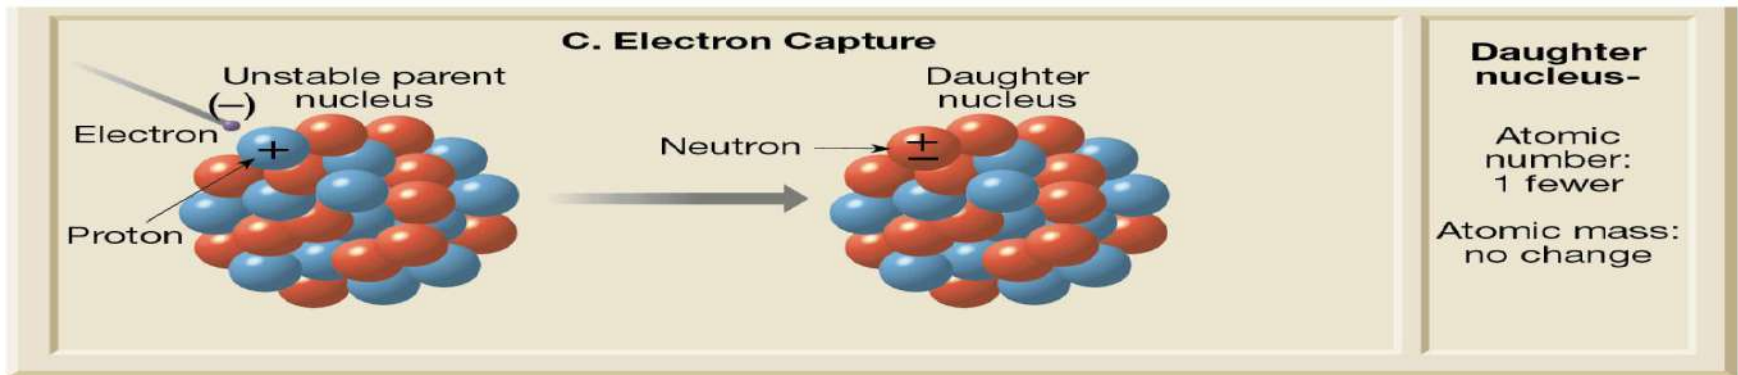 C. Electron Capture
Unstable parent
nucleus
(–)
Electron
+
Proton
Neutron
Daughter
nucleus
+
–
Daughter
nucleus-
Atomic
number:
1 fewer
Atomic mass:
no change